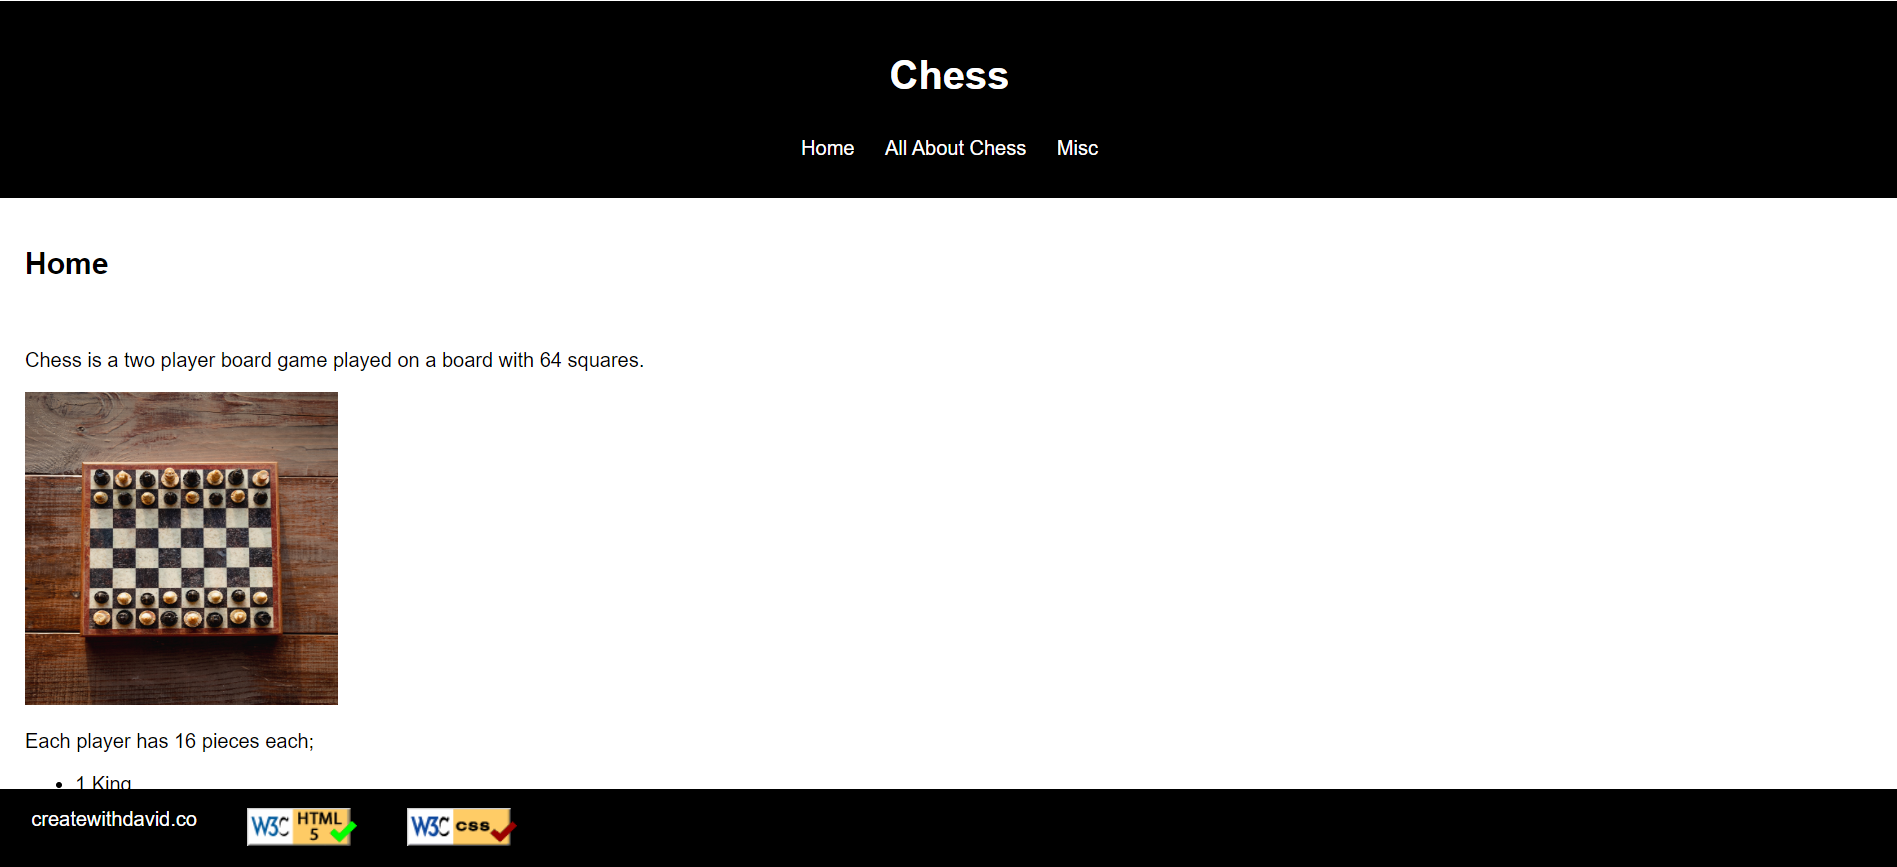 Chess
Home All About Chess Misc
Home
Chess is a two player board game played on a board with 64 squares.
Each player has 16 pieces each;
• 1 King
createwithdavid.co W3C HTML 5 W3C css